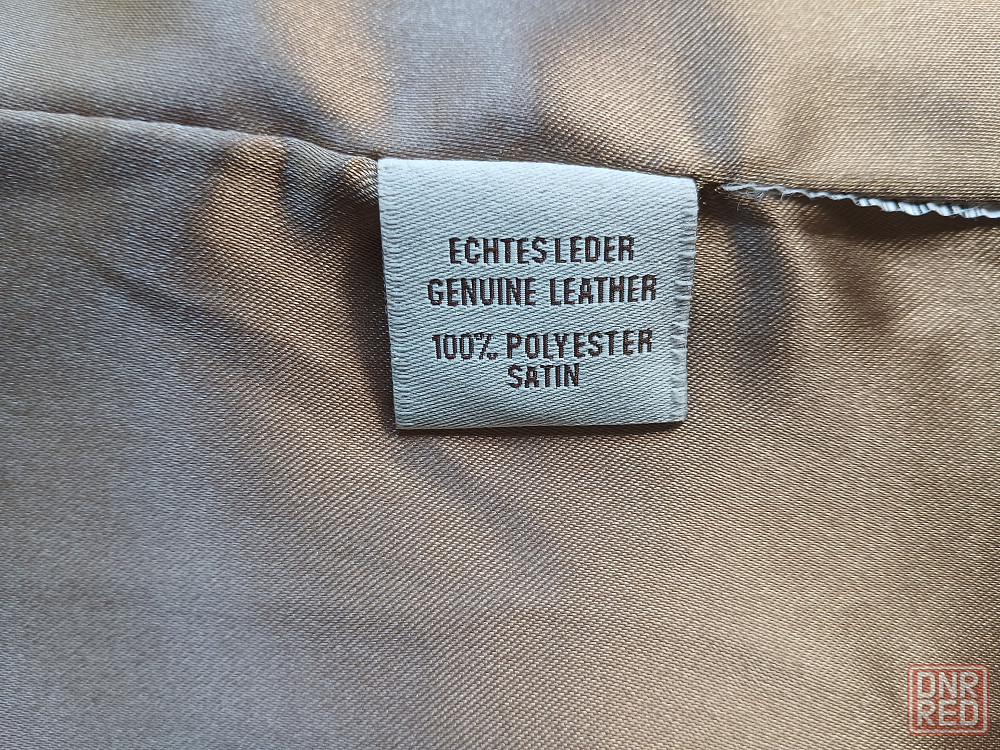 ECHTES LEDER
GENUINE LEATHER
100% POLYESTER
SATIN
DNR
RED